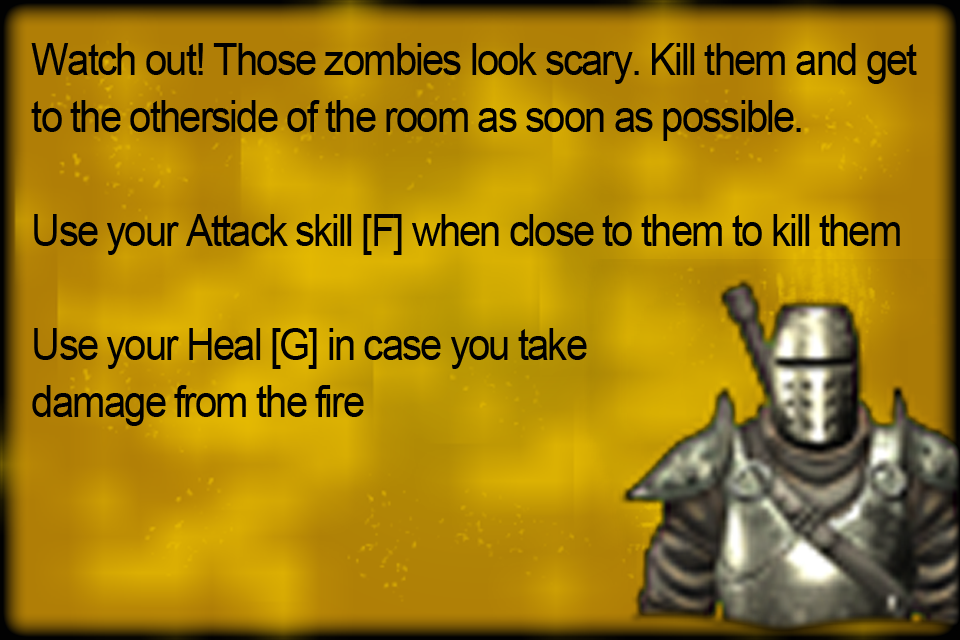 Watch out! Those zombies look scary. Kill them and get
to the otherside of the room as soon as possible.
Use your Attack skill [F] when close to them to kill them
Use your Heal [G] in case you take
damage from the fire